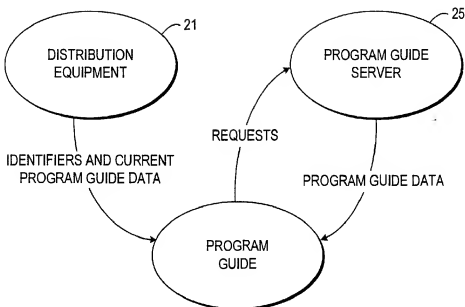 21
DISTRIBUTION
EQUIPMENT
25
PROGRAM GUIDE
SERVER
REQUESTS
IDENTIFIERS AND CURRENT
PROGRAM GUIDE DATA
PROGRAM GUIDE DATA
PROGRAM
GUIDE